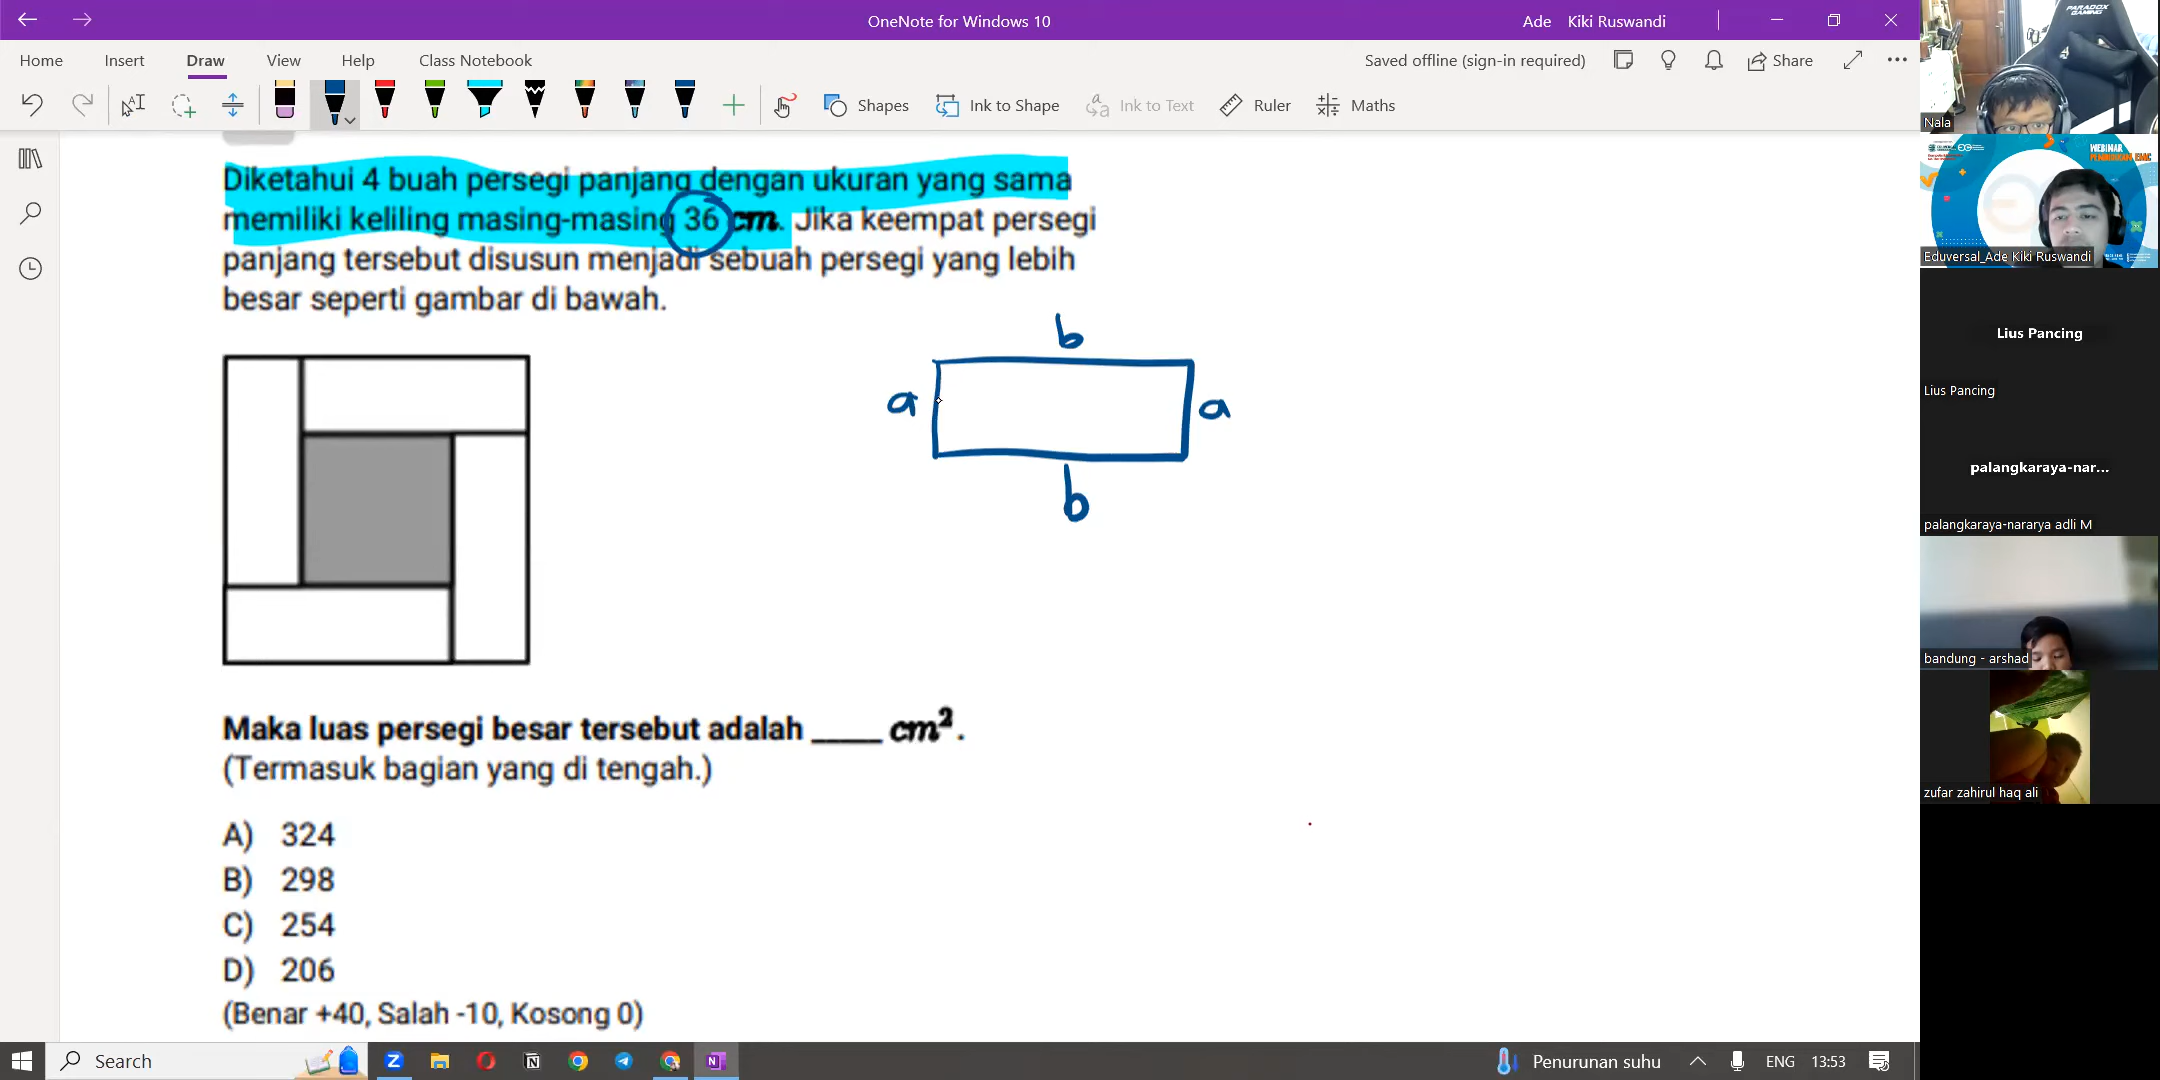 OneNote for Windows 10
Ade Kiki Ruswandi
Home Insert Draw View Help Class Notebook
Saved offline (sign-in required) Share
Shapes Ink to Shape Ink to Text Ruler Maths
Diketahui 4 buah persegi panjang dengan ukuran yang sama
memiliki keliling masing-masing 36 cm. Jika keempat persegi
panjang tersebut disusun menjadi sebuah persegi yang lebih
besar seperti gambar di bawah.
b
a a
b
Maka luas persegi besar tersebut adalah _____ cm².
(Termasuk bagian yang di tengah.)
A) 324
B) 298
C) 254
D) 206
(Benar +40, Salah -10, Kosong 0)
PARADOX
GAMING
Nala
WEBINAR
Eduversal_Ade Kiki Ruswandi
Lius Pancing
Lius Pancing
palangkaraya-nar...
palangkaraya-nararya adli M
bandung - arshad
zufar zahirul haq ali
Search
Penurunan suhu
ENG 13:53